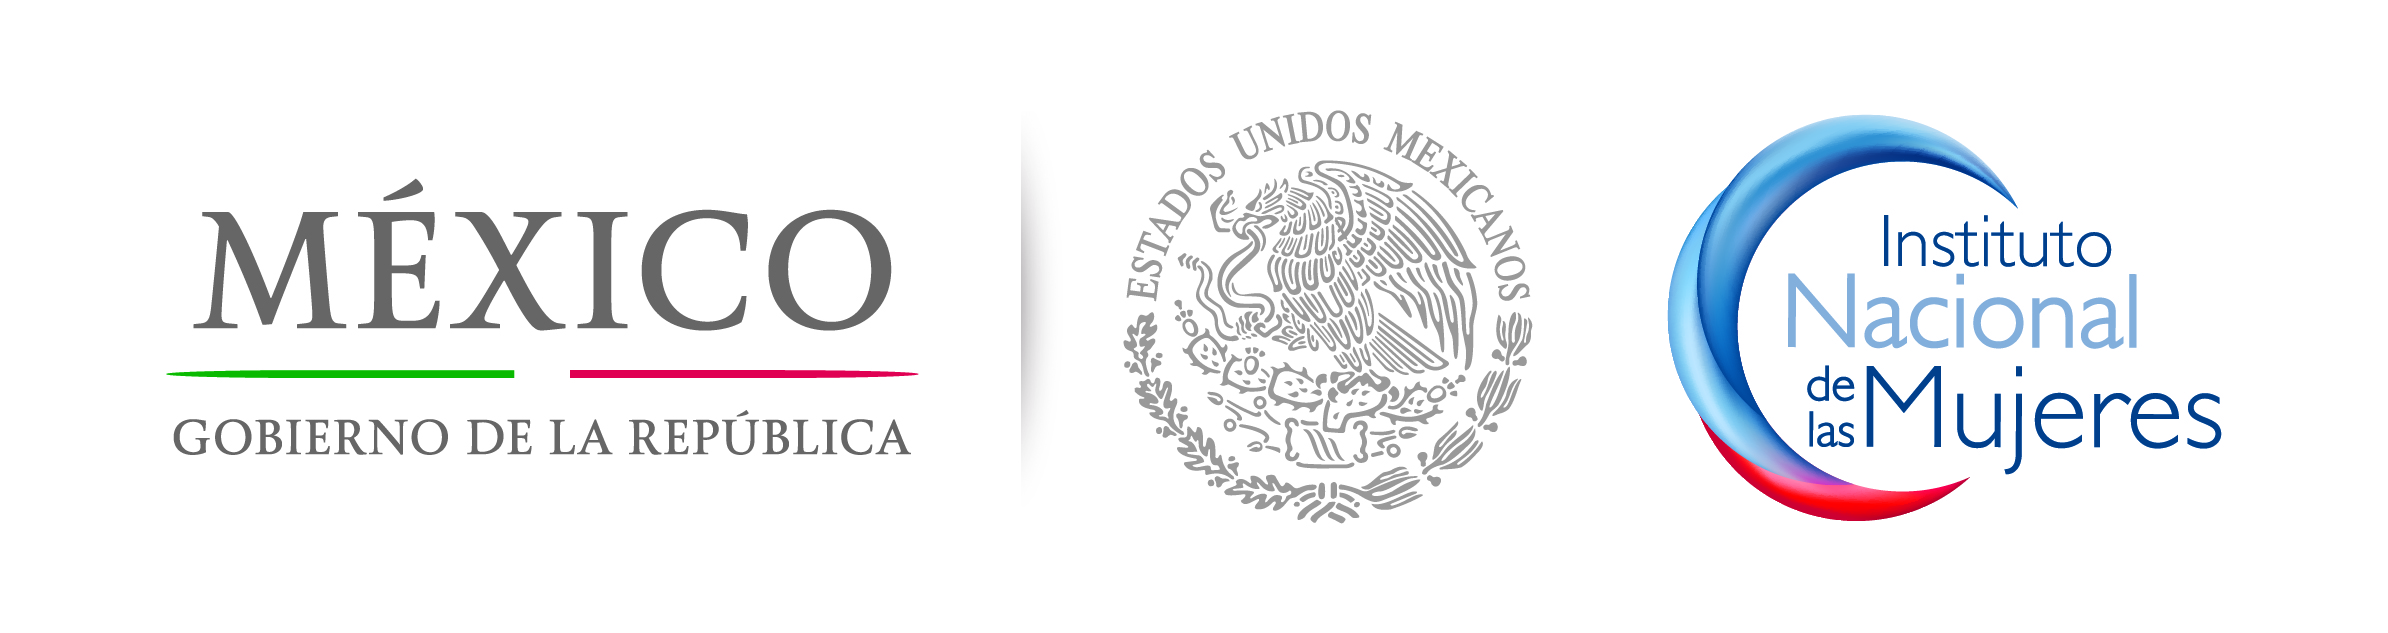 MÉXICO
GOBIERNO DE LA REPÚBLICA
ESTADOS UNIDOS MEXICANOS
Instituto
Nacional
de
las Mujeres